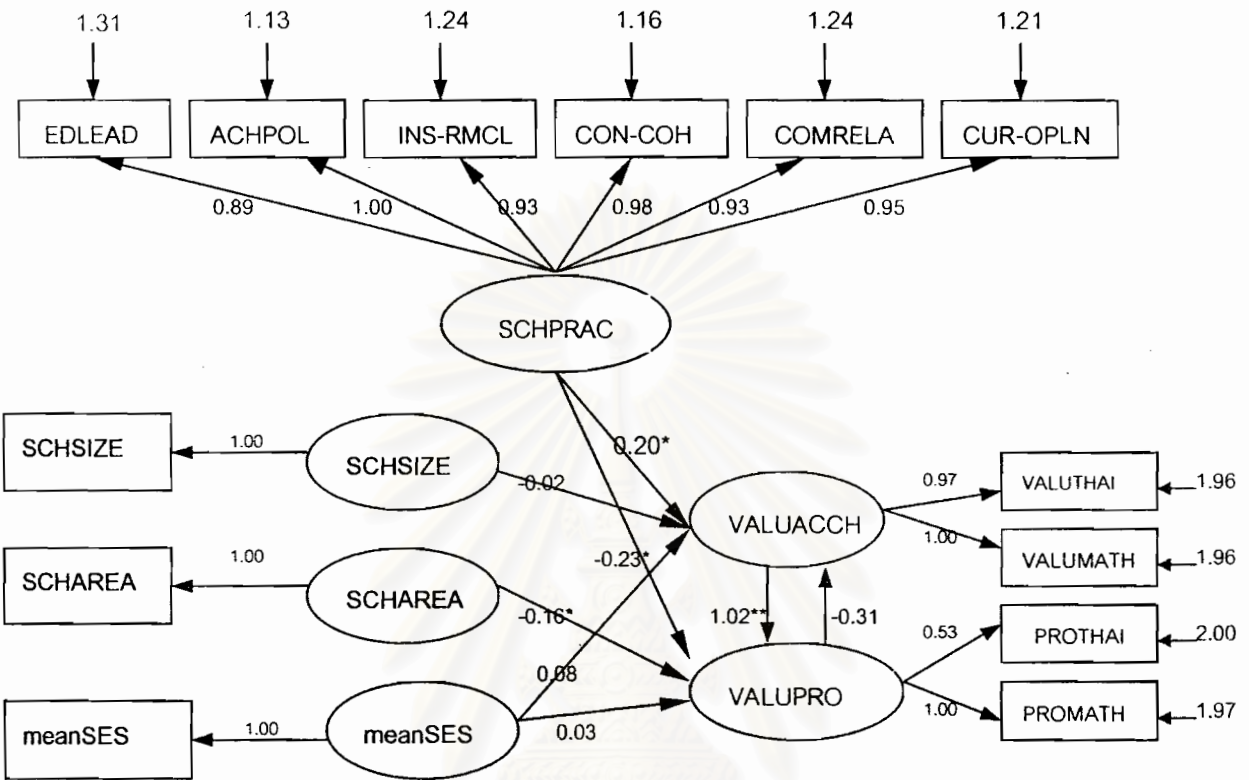 1.31 1.13 1.24 1.16 1.24 1.21
EDLEAD ACHPOL INS-RMCL CON-COH COMRELA CUR-OPLN
0.89 1.00 0.93 0.98 0.93 0.95
SCHPRAC
SCHSIZE 1.00 SCHSIZE
0.20*
-0.02
VALUACCH
0.97 VALUTHAI 1.96
1.00 VALUMATH 1.96
SCHAREA 1.00 SCHAREA
-0.23*
-0.16*
1.02** -0.31
0.53 PROTHAI 2.00
0.08
VALUPRO
1.00 PROMATH 1.97
meanSES 1.00 meanSES
0.03